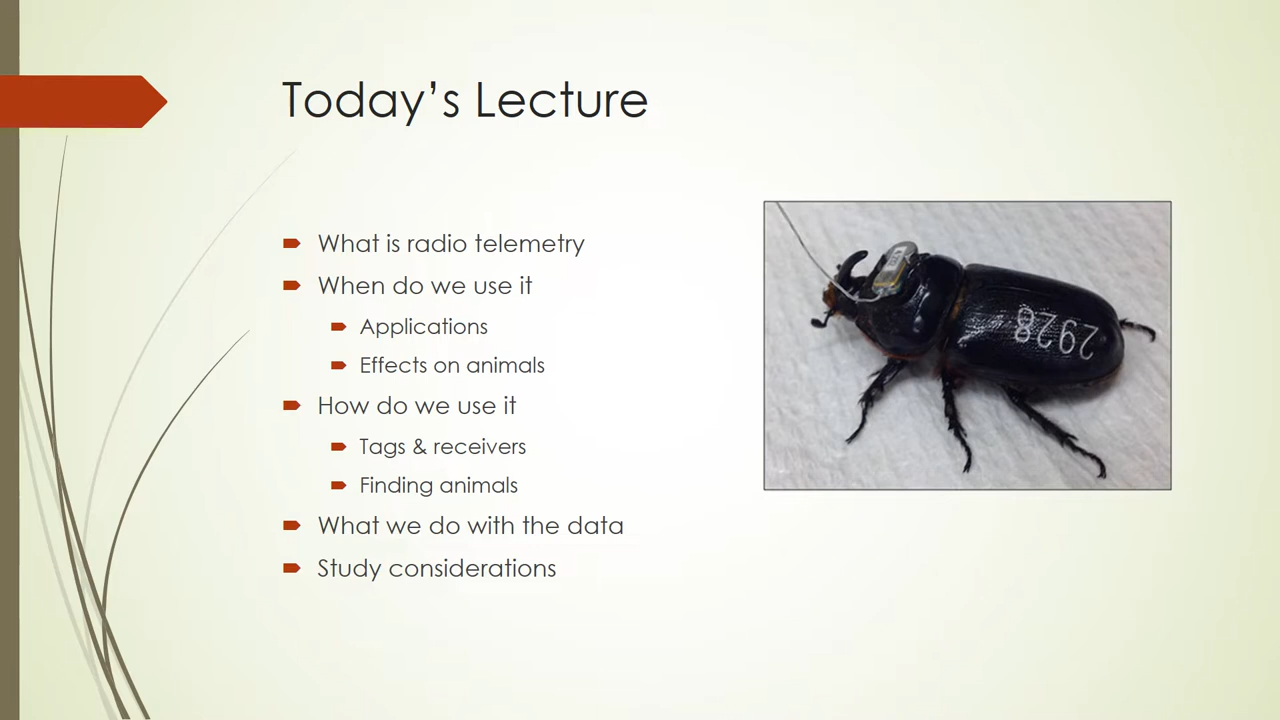 Today’s Lecture
What is radio telemetry
When do we use it
Applications
Effects on animals
How do we use it
Tags & receivers
Finding animals
What we do with the data
Study considerations
2928